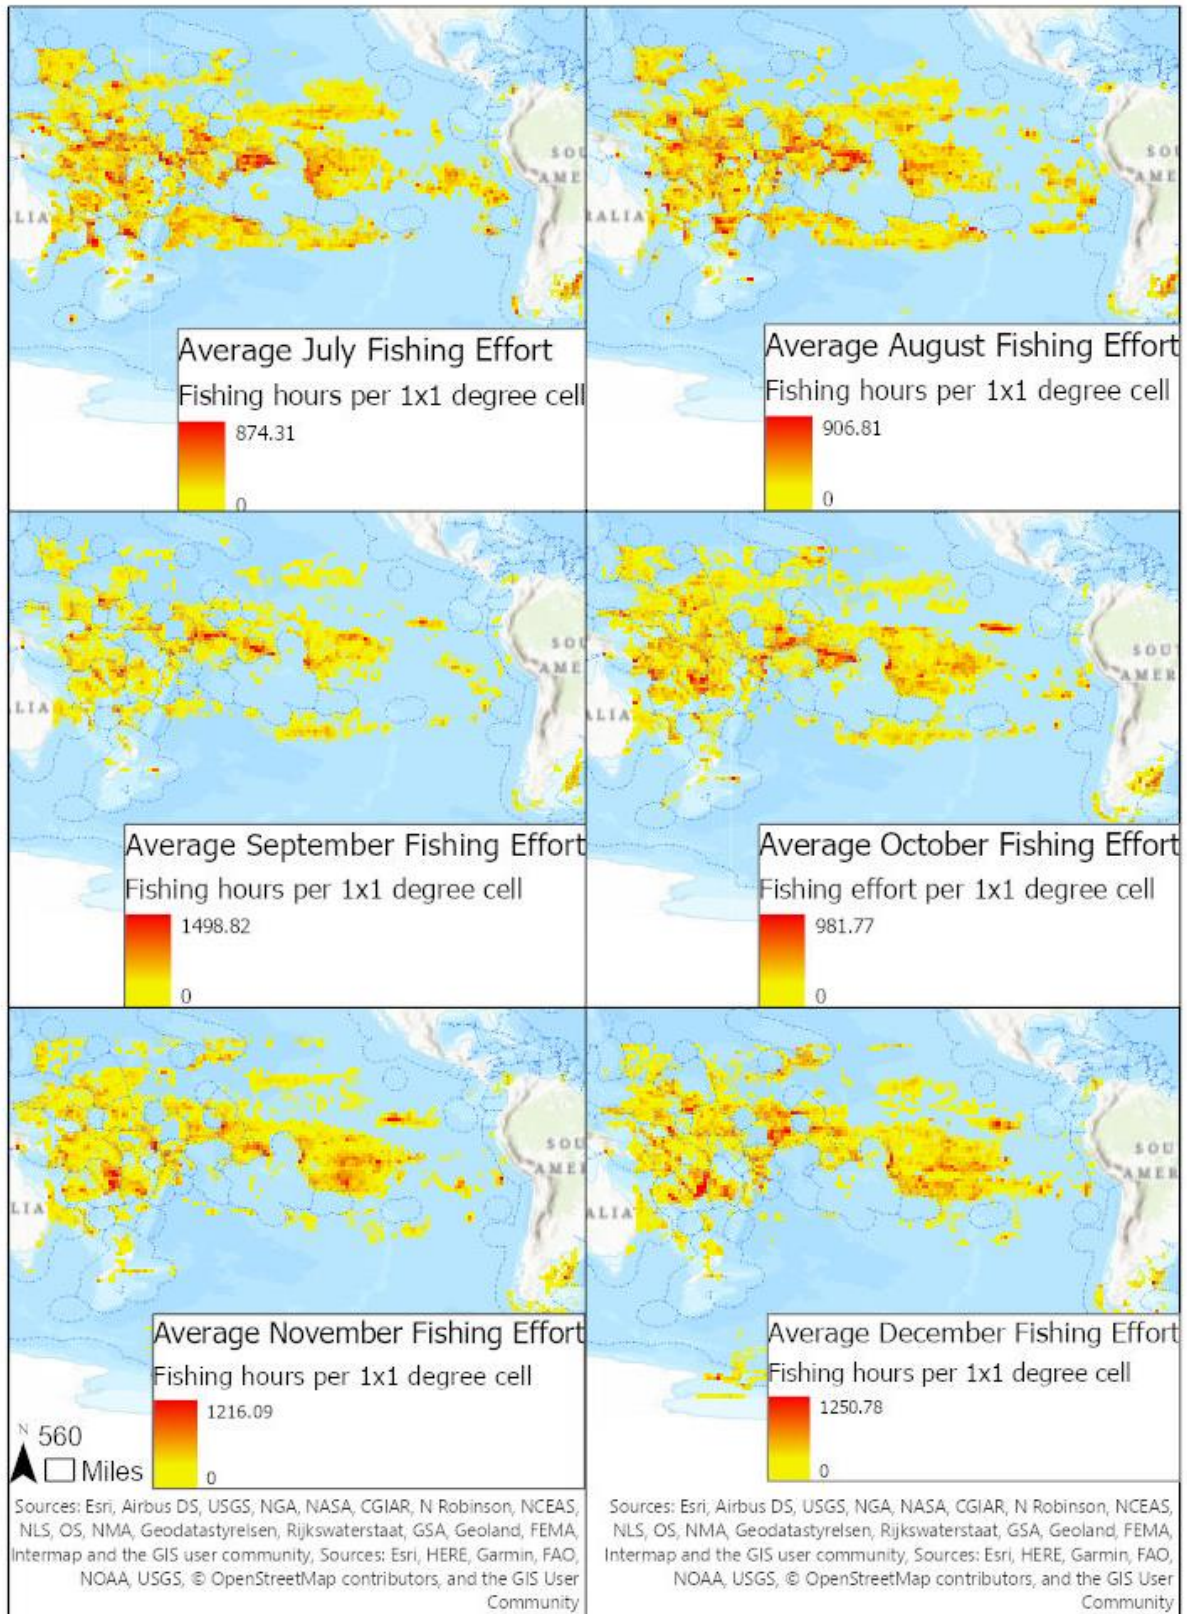 SOU
AME
LIA
Average July Fishing Effort
Fishing hours per 1x1 degree cell
874.31
0
SOU
AME
RALIA
Average August Fishing Effort
Fishing hours per 1x1 degree cell
906.81
0
SOU
AME
LIA
Average September Fishing Effort
Fishing hours per 1x1 degree cell
1498.82
0
SOU
AMER
LIA
Average October Fishing Effort
Fishing effort per 1x1 degree cell
981.77
0
SOU
AMEI
LIA
Average November Fishing Effort
Fishing hours per 1x1 degree cell
1216.09
0
N
560
Miles
SOU
AMER
ALIA
Average December Fishing Effort
Fishing hours per 1x1 degree cell
1250.78
0
Sources: Esri, Airbus DS, USGS, NGA, NASA, CGIAR, N Robinson, NCEAS,
NLS, OS, NMA, Geodatastyrelsen, Rijkswaterstaat, GSA, Geoland, FEMA,
Intermap and the GIS user community, Sources: Esri, HERE, Garmin, FAO,
NOAA, USGS, © OpenStreetMap contributors, and the GIS User
Community
Sources: Esri, Airbus DS, USGS, NGA, NASA, CGIAR, N Robinson, NCEAS,
NLS, OS, NMA, Geodatastyrelsen, Rijkswaterstaat, GSA, Geoland, FEMA,
Intermap and the GIS user community, Sources: Esri, HERE, Garmin, FAO,
NOAA, USGS, © OpenStreetMap contributors, and the GIS User
Community